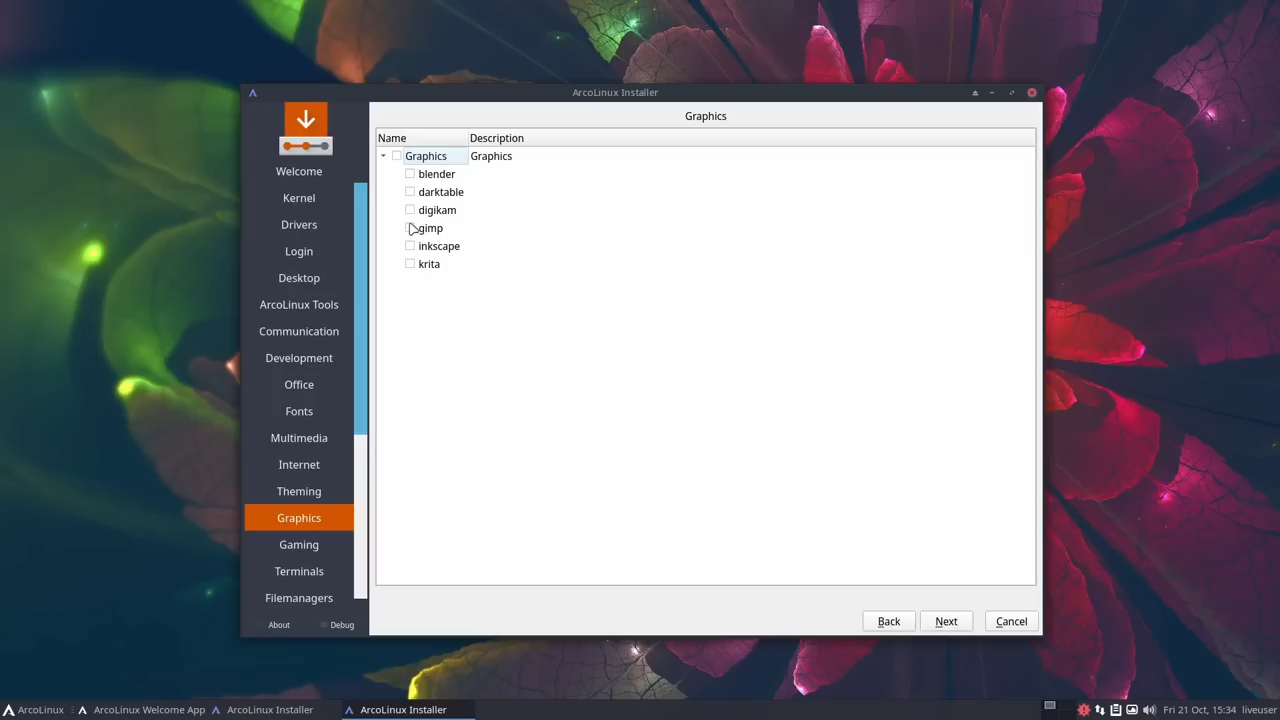 ArcoLinux Installer
Welcome
Kernel
Drivers
Login
Desktop
ArcoLinux Tools
Communication
Development
Office
Fonts
Multimedia
Internet
Theming
Graphics
Gaming
Terminals
Filemanagers
About Debug
Graphics
Name Description
Graphics Graphics
blender
darktable
digikam
gimp
inkscape
krita
Back Next Cancel
ArcoLinux ArcoLinux Welcome App ArcoLinux Installer ArcoLinux Installer Fri 21 Oct, 15:34 liveuser